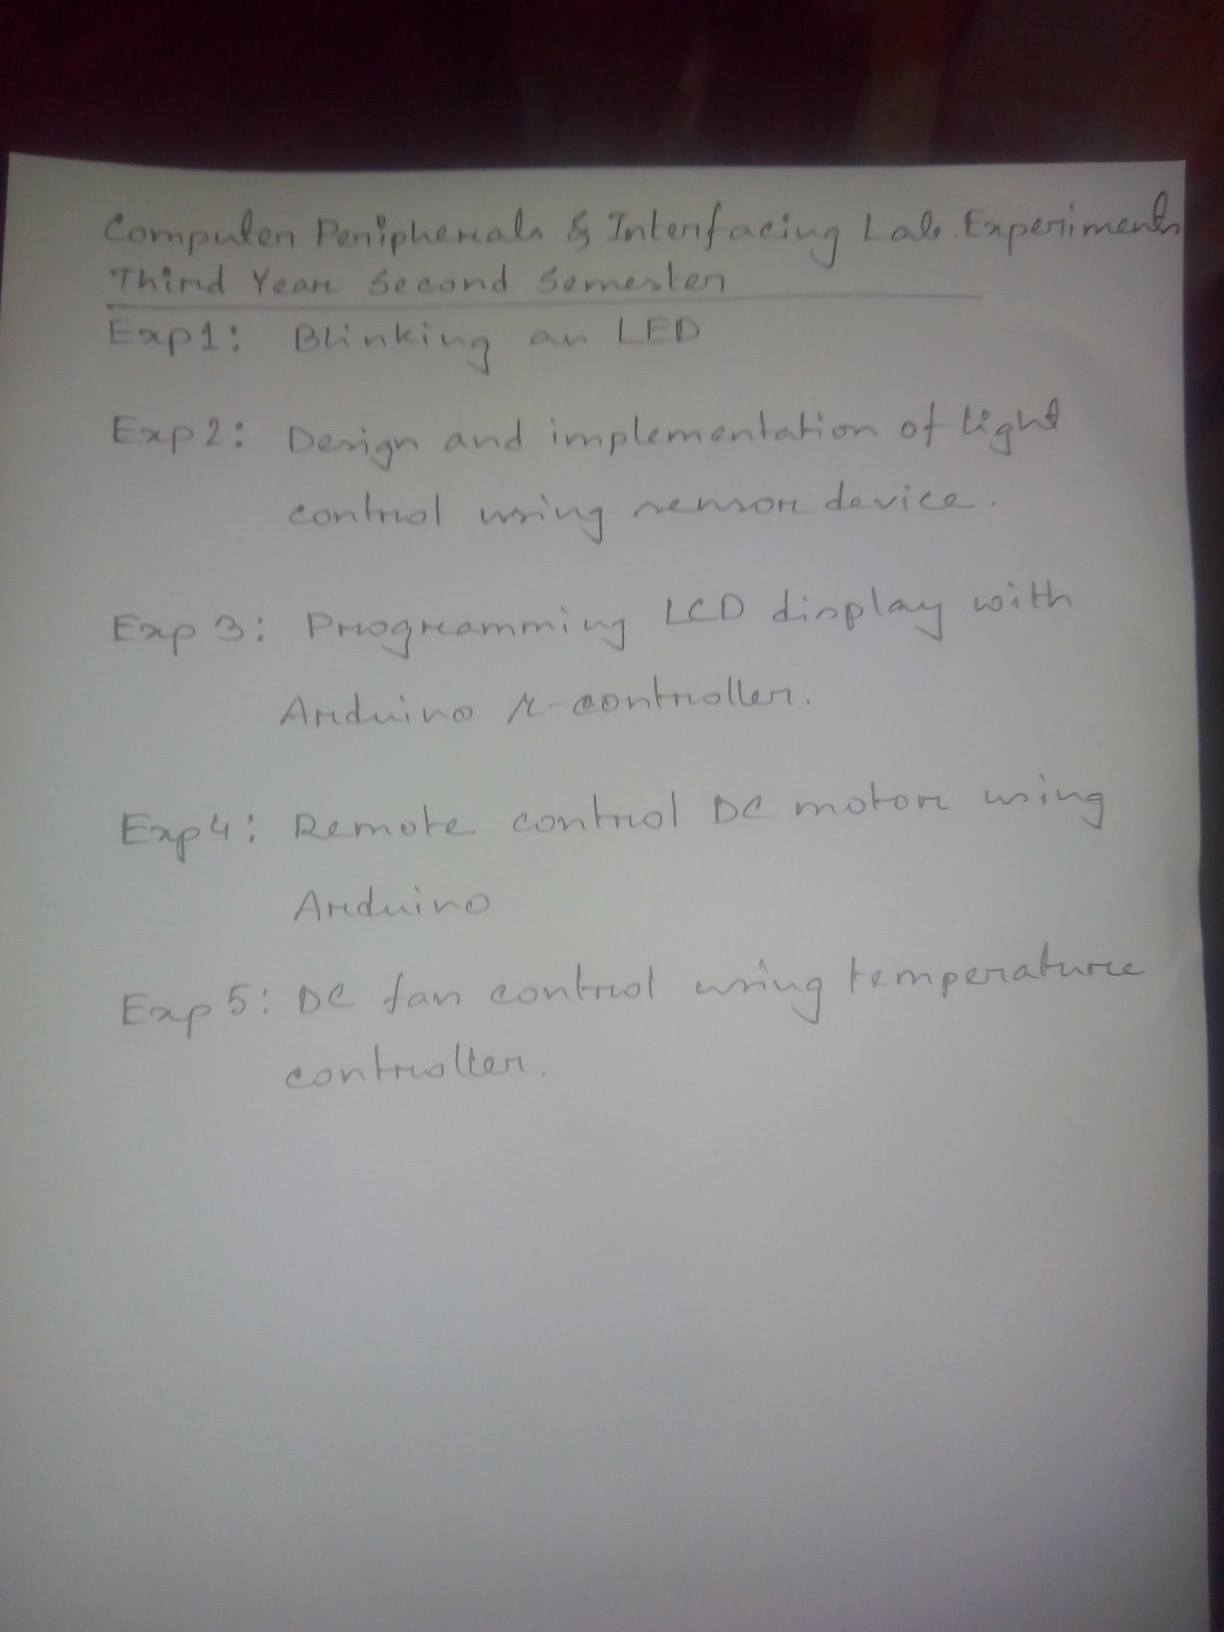 Computer Peripherals & Interfacing Lab. Experiments
Third Year Second Semester
Exp1: Blinking an LED
Exp2: Design and implementation of light
control using sensor device.
Exp 3: Programming LCD display with
Arduino μ-controller.
Exp4: Remote control DC motor using
Arduino
Exp5: DC fan control using temperature
controller.